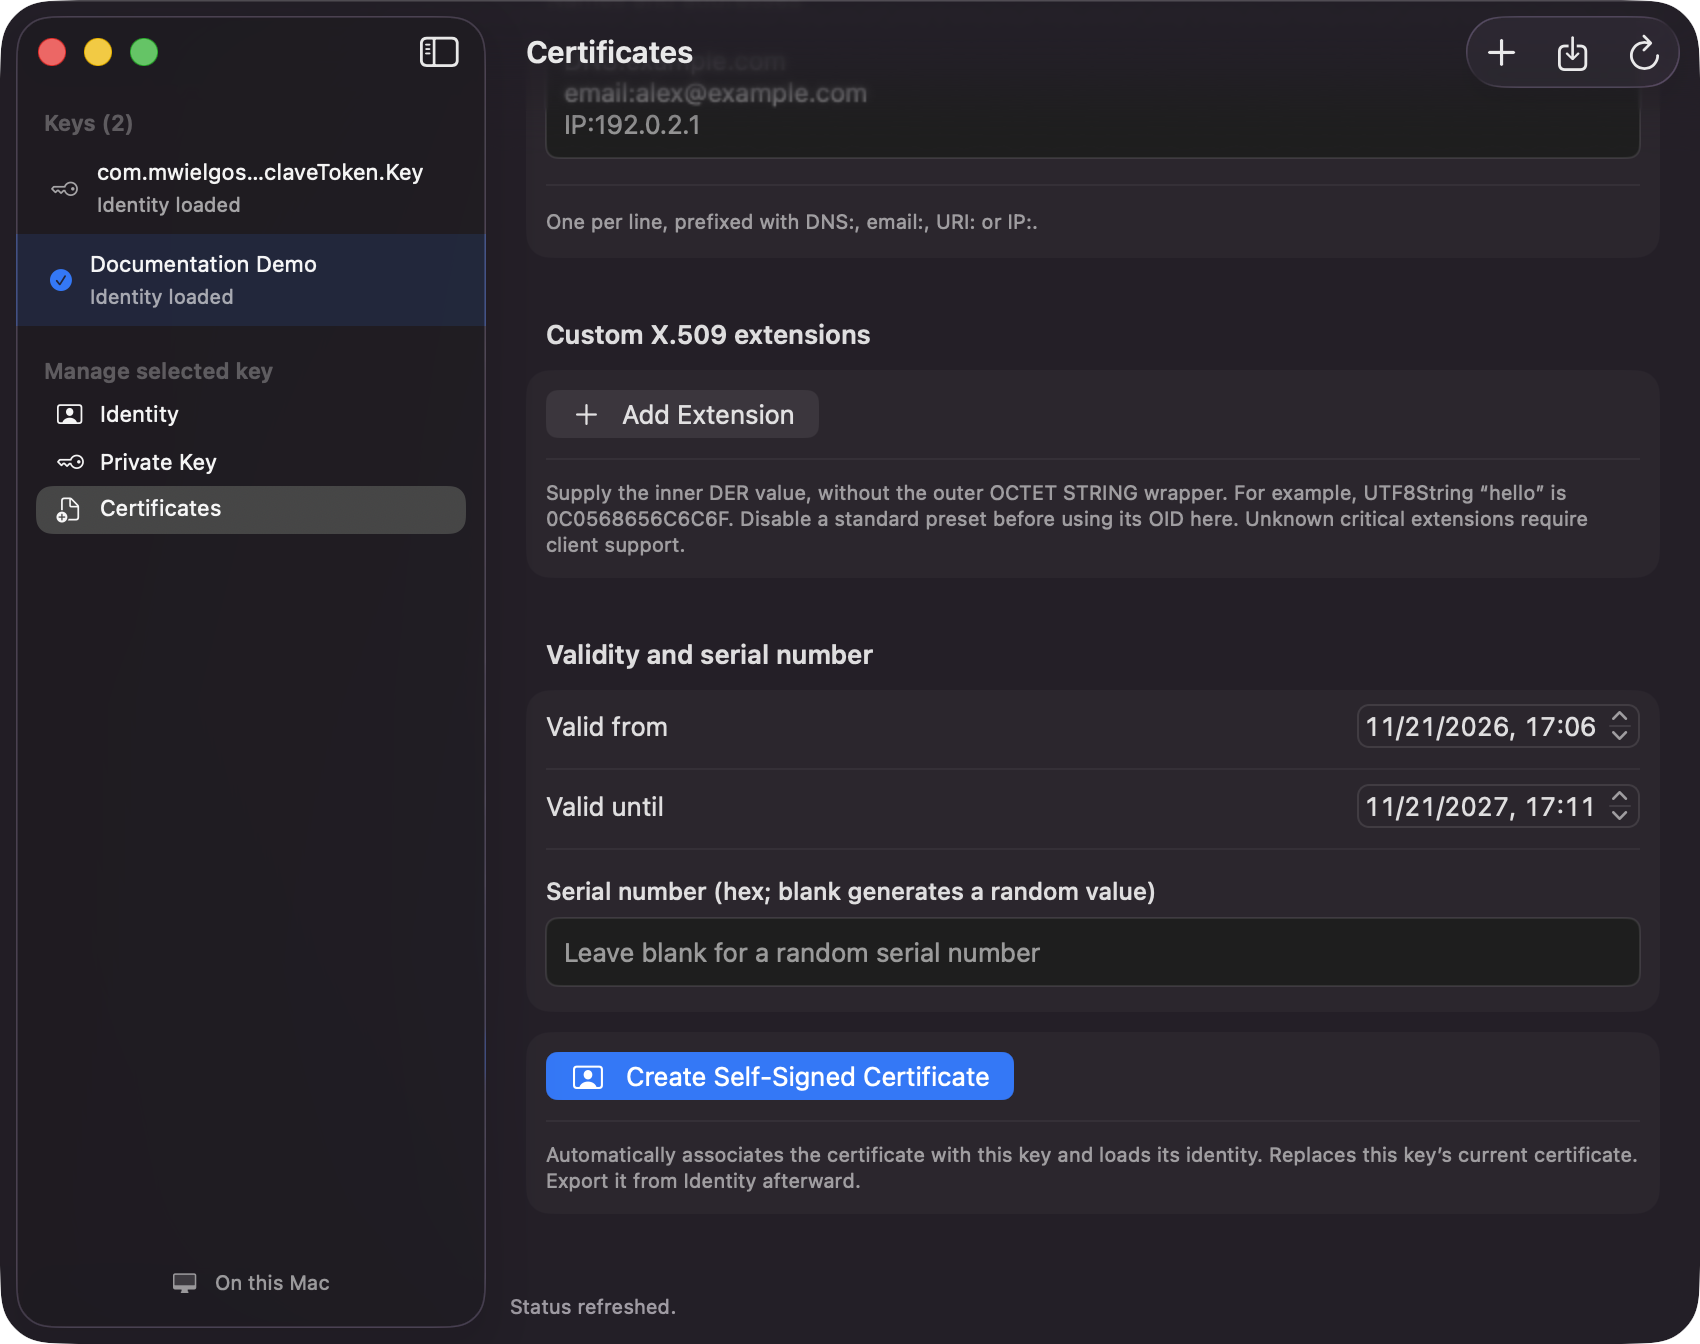 Keys (2)
com.mwielgos...claveToken.Key
Identity loaded
Documentation Demo
Identity loaded
Manage selected key
Identity
Private Key
Certificates
On this Mac
Certificates
email:alex@example.com
IP:192.0.2.1
One per line, prefixed with DNS:, email:, URI: or IP:.
Custom X.509 extensions
Add Extension
Supply the inner DER value, without the outer OCTET STRING wrapper. For example, UTF8String “hello” is
0C0568656C6C6F. Disable a standard preset before using its OID here. Unknown critical extensions require
client support.
Validity and serial number
Valid from
11/21/2026, 17:06
Valid until
11/21/2027, 17:11
Serial number (hex; blank generates a random value)
Leave blank for a random serial number
Create Self-Signed Certificate
Automatically associates the certificate with this key and loads its identity. Replaces this key’s current certificate.
Export it from Identity afterward.
Status refreshed.